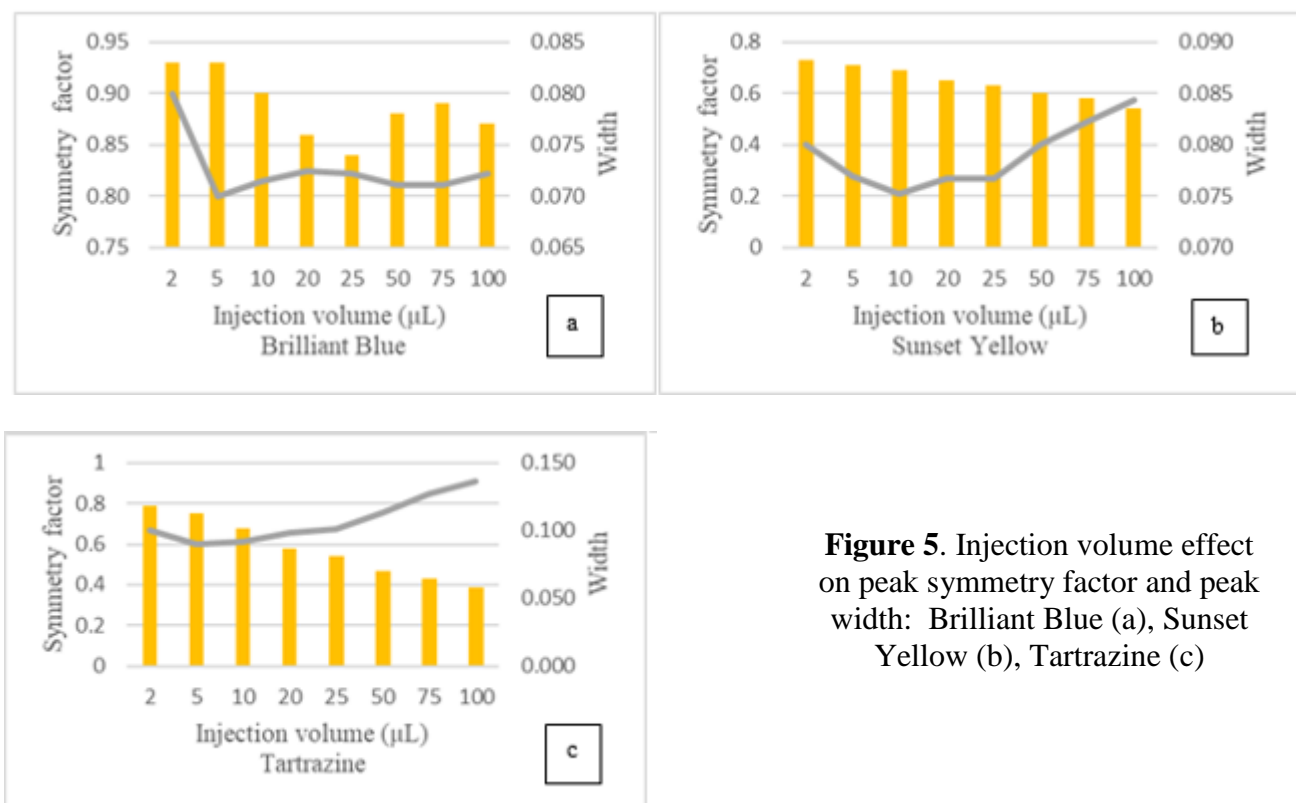 0.95
0.90
0.85
0.80
0.75
Symmetry factor
0.085
0.080
0.075
0.070
0.065
Width
2 5 10 20 25 50 75 100
Injection volume (μL)
Brilliant Blue
a
0.8
0.6
0.4
0.2
0
Symmetry factor
0.090
0.085
0.080
0.075
0.070
Width
2 5 10 20 25 50 75 100
Injection volume (μL)
Sunset Yellow
b
1
0.8
0.6
0.4
0.2
0
Symmetry factor
0.150
0.100
0.050
0.000
Width
2 5 10 20 25 50 75 100
Injection volume (μL)
Tartrazine
c
Figure 5. Injection volume effect
on peak symmetry factor and peak
width: Brilliant Blue (a), Sunset
Yellow (b), Tartrazine (c)